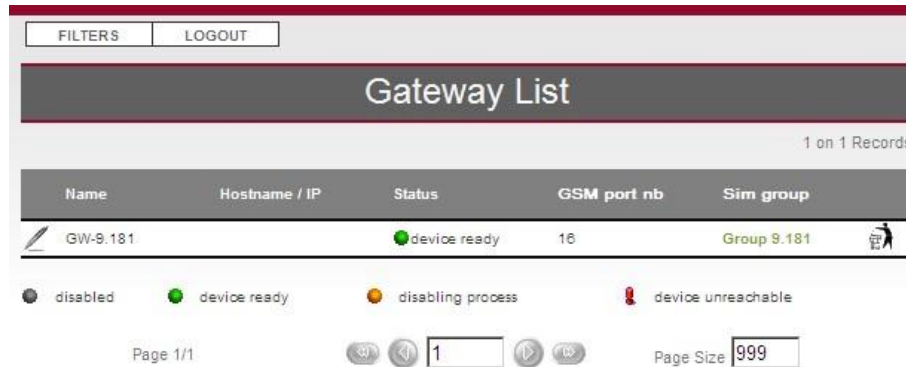 FILTERS LOGOUT
Gateway List
1 on 1 Records
Name Hostname / IP Status GSM port nb Sim group
GW-9.181 device ready 16 Group 9.181
disabled device ready disabling process device unreachable
Page 1/1 1 Page Size 999